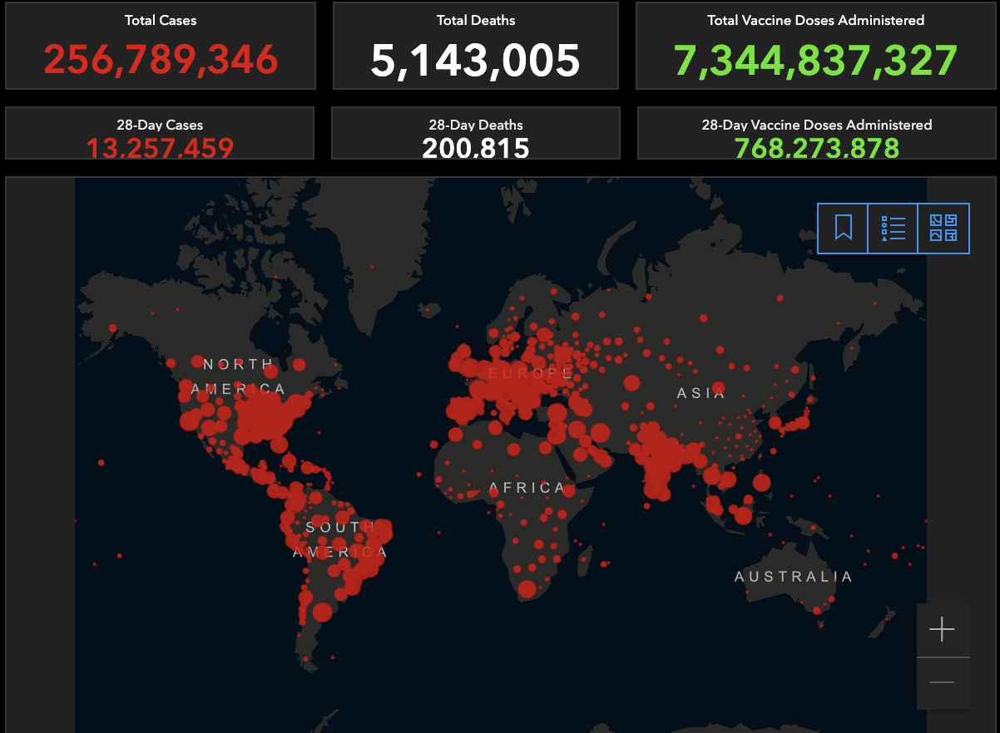 Total Cases
256,789,346
Total Deaths
5,143,005
Total Vaccine Doses Administered
7,344,837,327
28-Day Cases
13,257,459
28-Day Deaths
200,815
28-Day Vaccine Doses Administered
768,273,878
NORTH
AMERICA
EUROPE
ASIA
AFRICA
SOUTH
AMERICA
AUSTRALIA